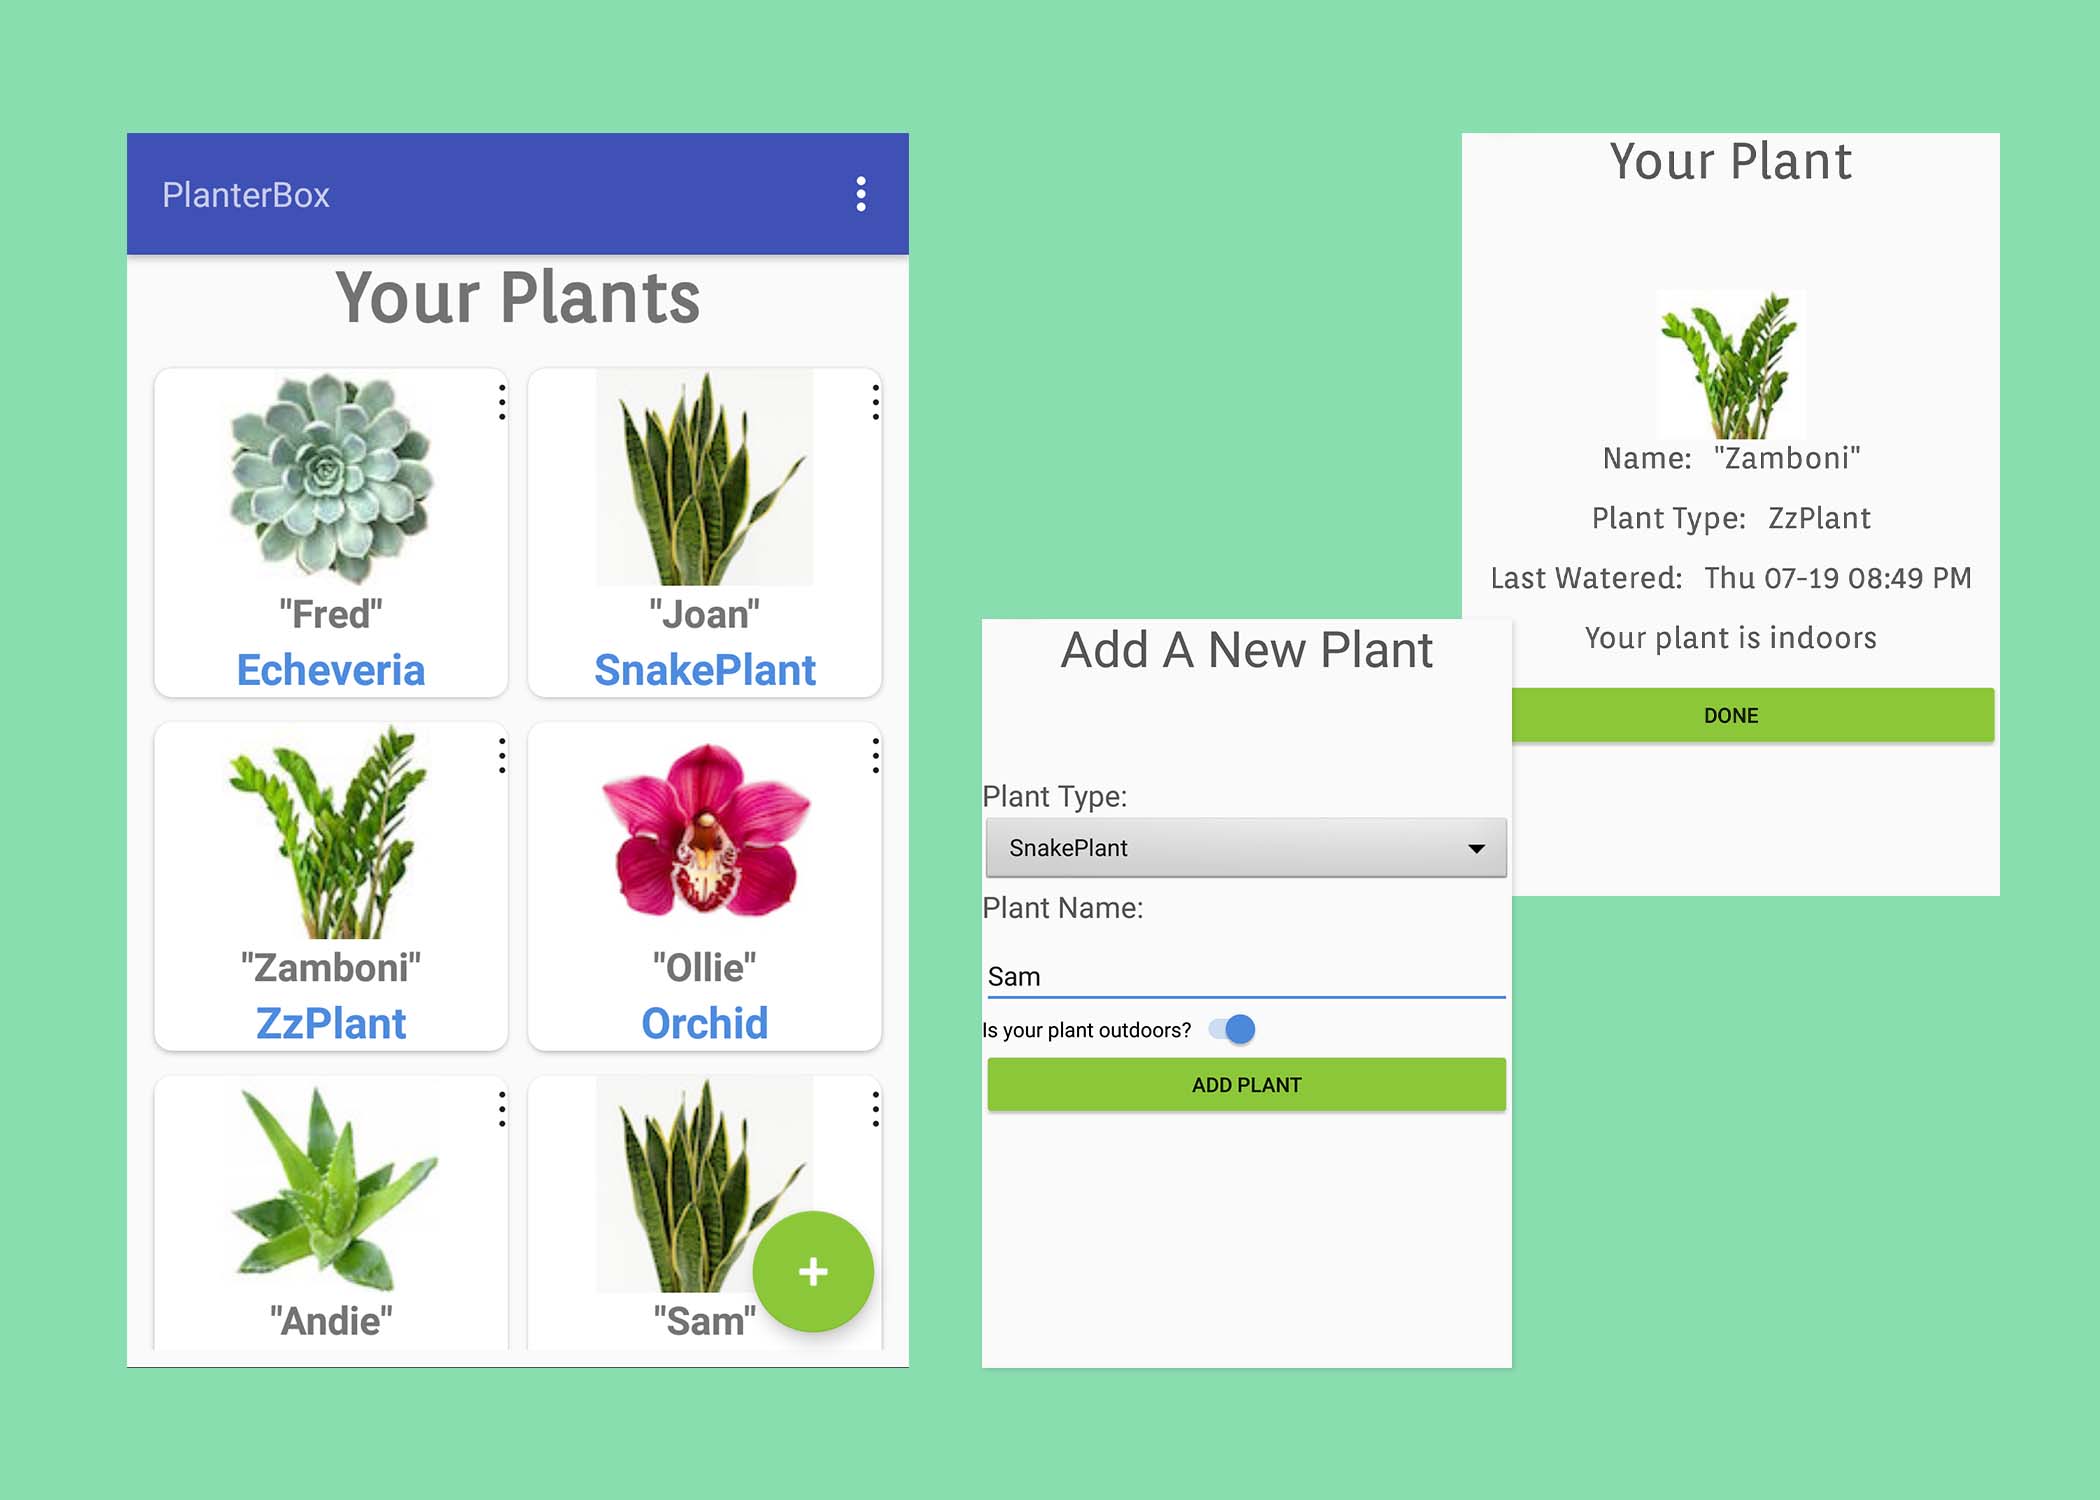 PlanterBox
Your Plants
"Fred"
Echeveria
"Joan"
SnakePlant
"Zamboni"
ZzPlant
"Ollie"
Orchid
"Andie"
"Sam"
Add A New Plant
Plant Type:
SnakePlant
Plant Name:
Sam
Is your plant outdoors?
ADD PLANT
Your Plant
Name: "Zamboni"
Plant Type: ZzPlant
Last Watered: Thu 07-19 08:49 PM
Your plant is indoors
DONE